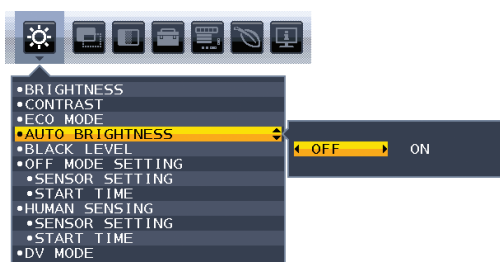 •BRIGHTNESS
•CONTRAST
•ECO MODE
•AUTO BRIGHTNESS
OFF ON
•BLACK LEVEL
•OFF MODE SETTING
•SENSOR SETTING
•START TIME
•HUMAN SENSING
•SENSOR SETTING
•START TIME
•DV MODE